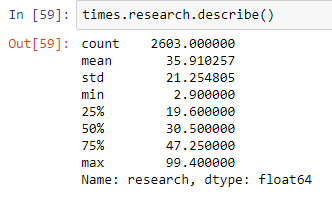 In [59]: times.research.describe()
Out[59]: count    2603.000000
mean       35.910257
std        21.254805
min         2.900000
25%        19.600000
50%        30.500000
75%        47.250000
max        99.400000
Name: research, dtype: float64